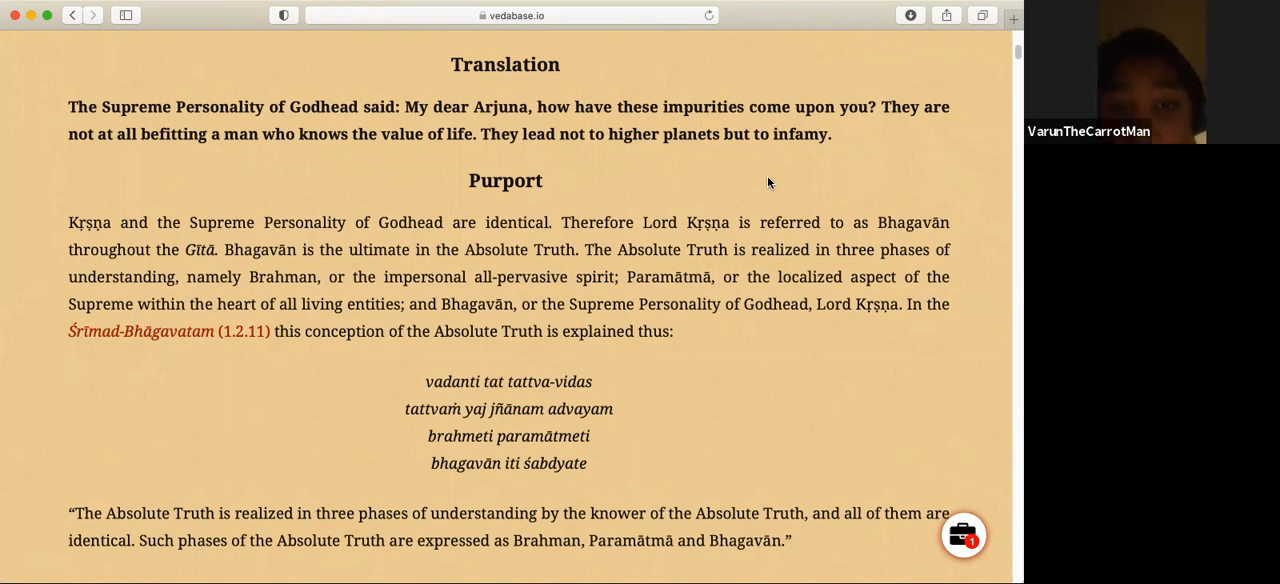 vedabase.io
Translation
The Supreme Personality of Godhead said: My dear Arjuna, how have these impurities come upon you? They are
not at all befitting a man who knows the value of life. They lead not to higher planets but to infamy.
VarunTheCarrotMan
Purport
Kṛṣṇa and the Supreme Personality of Godhead are identical. Therefore Lord Kṛṣṇa is referred to as Bhagavān
throughout the Gītā. Bhagavān is the ultimate in the Absolute Truth. The Absolute Truth is realized in three phases of
understanding, namely Brahman, or the impersonal all-pervasive spirit; Paramātmā, or the localized aspect of the
Supreme within the heart of all living entities; and Bhagavān, or the Supreme Personality of Godhead, Lord Kṛṣṇa. In the
Śrīmad-Bhāgavatam (1.2.11) this conception of the Absolute Truth is explained thus:
vadanti tat tattva-vidas
tattvaṁ yaj jñānam advayam
brahmeti paramātmeti
bhagavān iti śabdyate
“The Absolute Truth is realized in three phases of understanding by the knower of the Absolute Truth, and all of them are
identical. Such phases of the Absolute Truth are expressed as Brahman, Paramātmā and Bhagavān.”
1